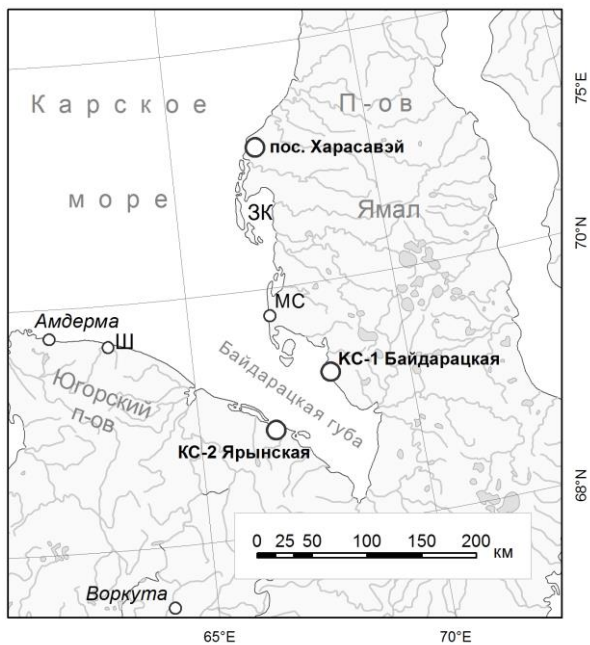 Карское
П-ов
75°E
пос. Харасавэй
море
ЗК
Ямал
70°N
МС
Амдерма
Ш
Байдарацкая губа
КС-1 Байдарацкая
Югорский
п-ов
КС-2 Ярынская
68°N
0 25 50 100 150 200 км
Воркута
65°E
70°E